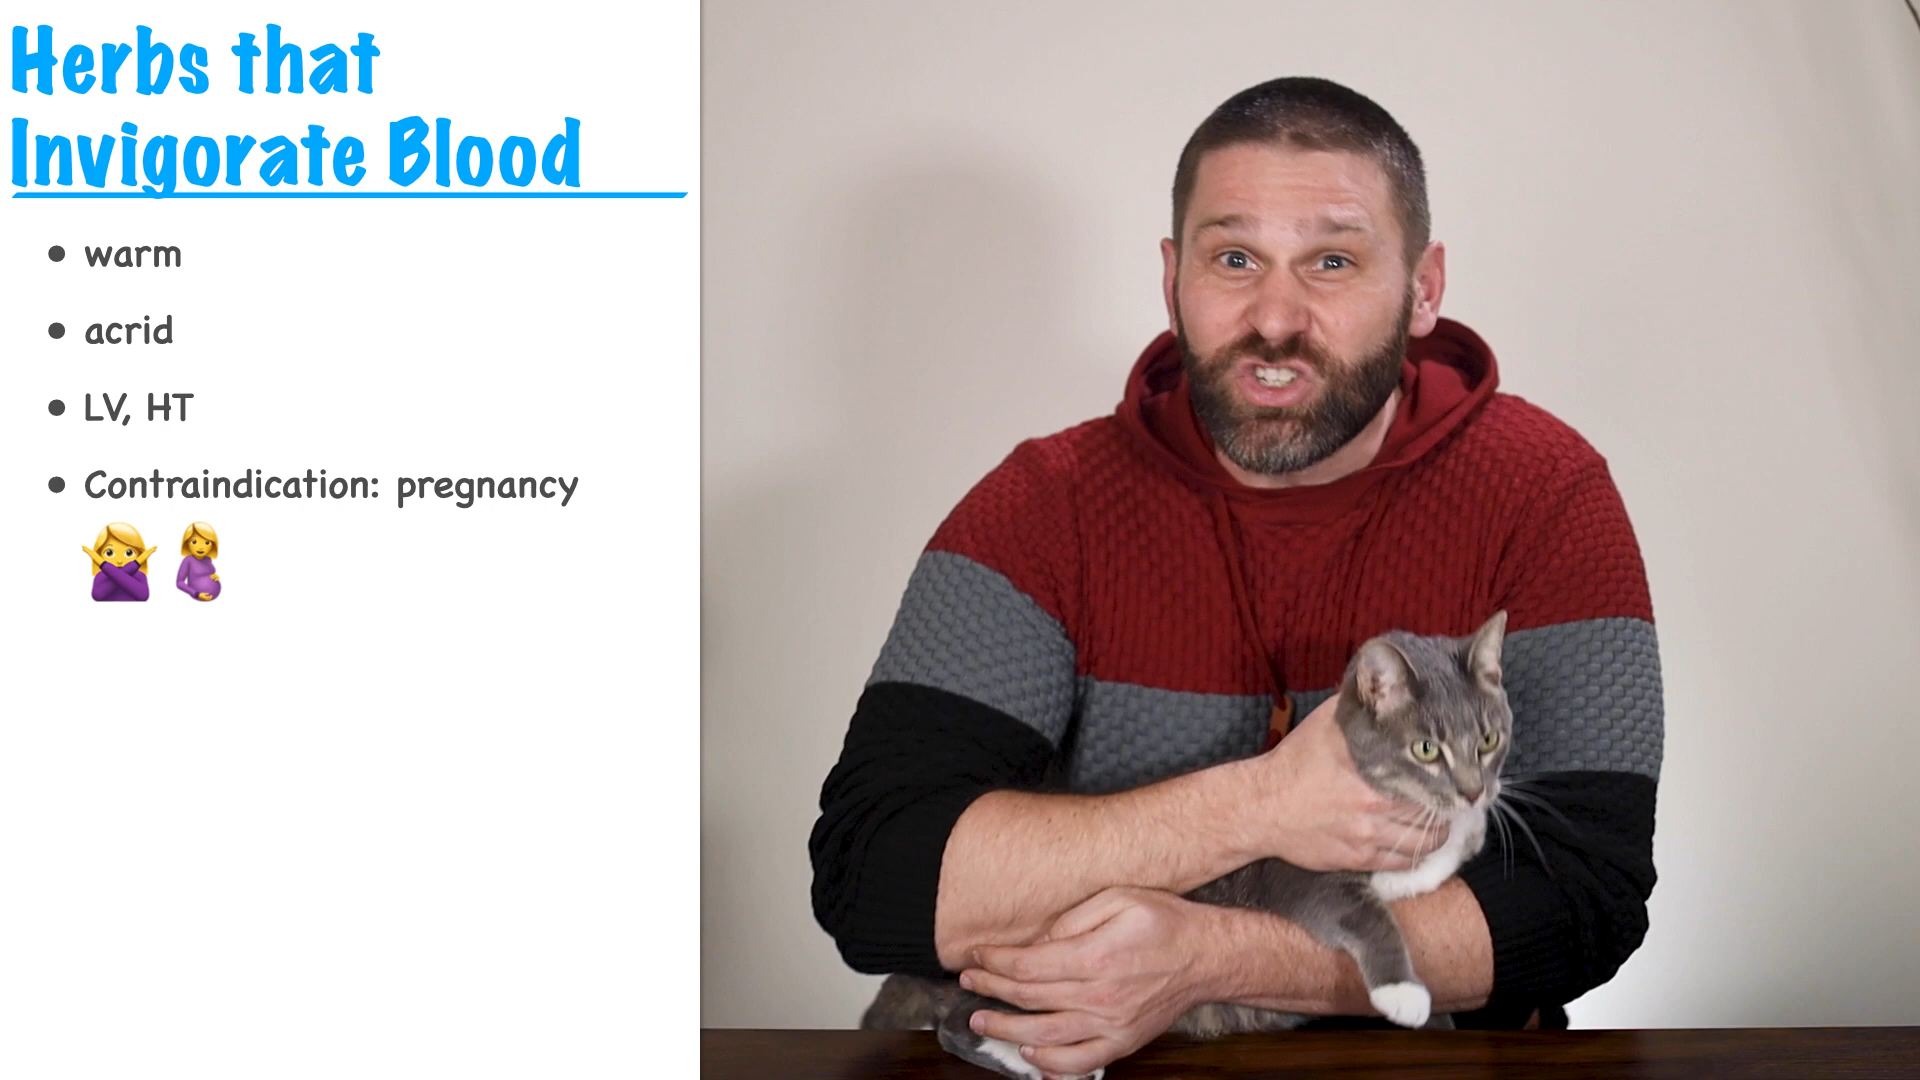 Herbs that
Invigorate Blood
• warm
• acrid
• LV, HT
• Contraindication: pregnancy